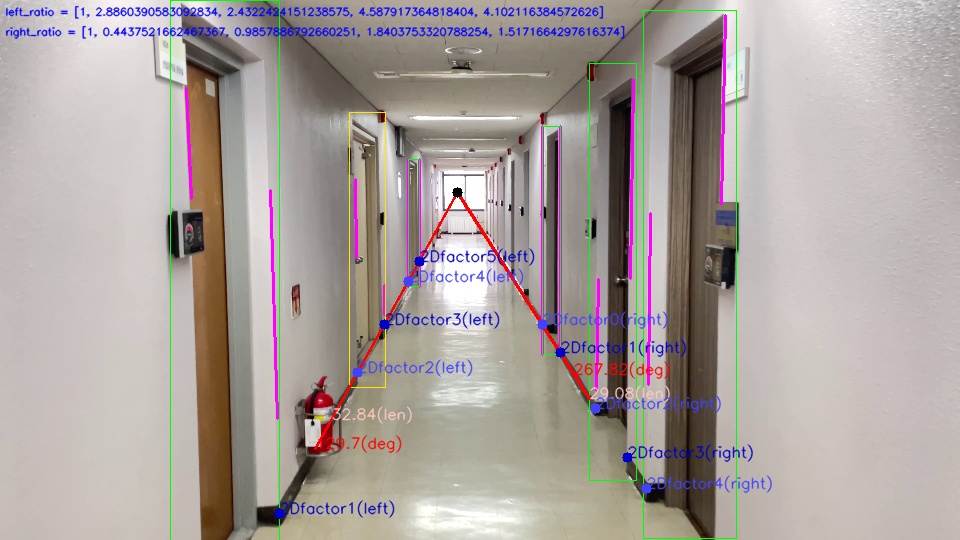 left_ratio = [1, 2.8860390583092834, 2.4322424151238575, 4.587917364818404, 4.102116384572626]
right_ratio = [1, 0.4437521662467367, 0.9857886792660251, 1.8403753320788254, 1.5171664297616374]
2Dfactor5(left)
2Dfactor4(left)
2Dfactor3(left)
2Dfactor0(right)
2Dfactor1(right)
2Dfactor2(left)
267.82(deg)
29.08(len)
2Dfactor2(right)
32.84(len)
(deg)
2Dfactor3(right)
2Dfactor4(right)
2Dfactor1(left)